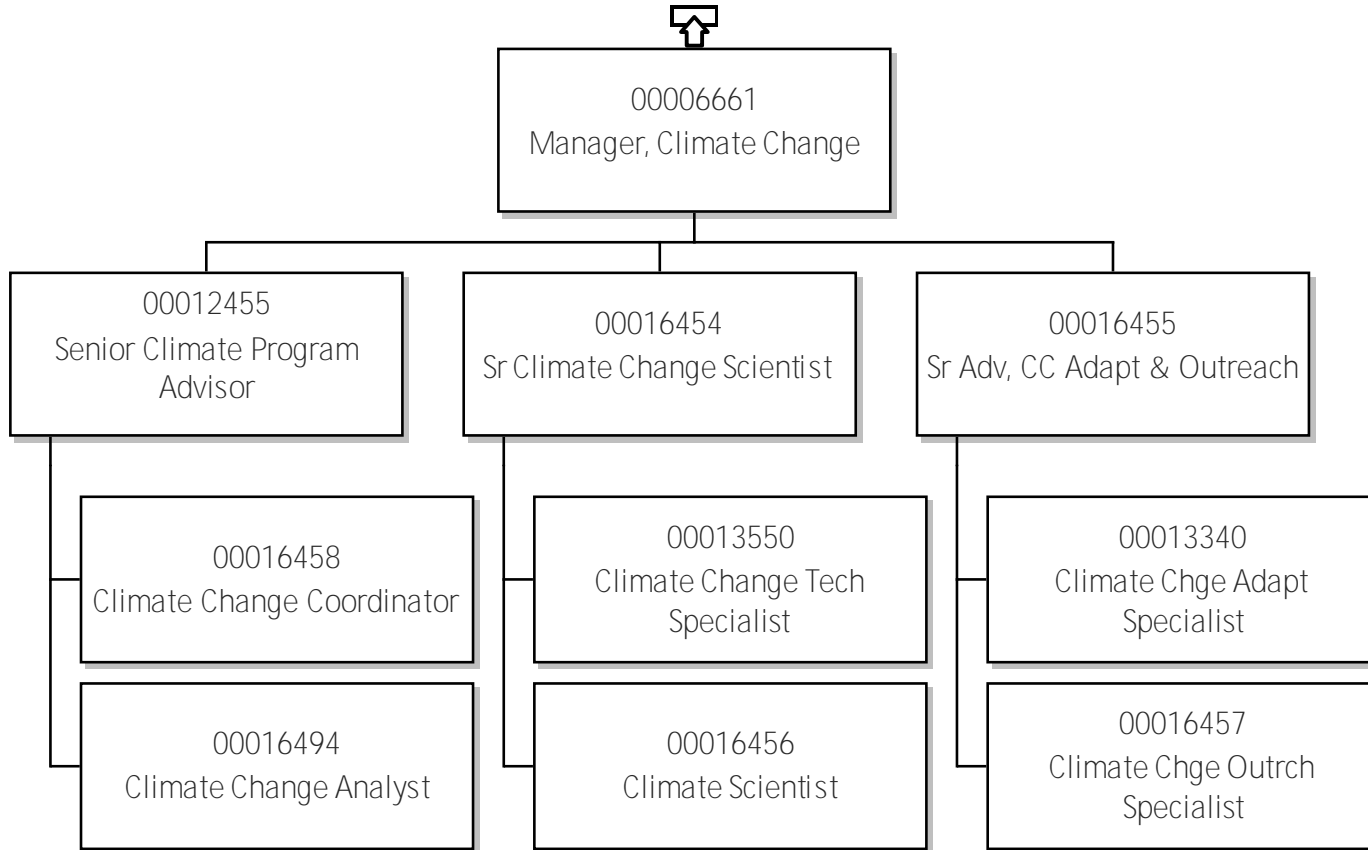 00006661
Manager, Climate Change
00012455
Senior Climate Program
Advisor
00016454
Sr Climate Change Scientist
00016455
Sr Adv, CC Adapt & Outreach
00016458
Climate Change Coordinator
00016494
Climate Change Analyst
00013550
Climate Change Tech
Specialist
00016456
Climate Scientist
00013340
Climate Chge Adapt
Specialist
00016457
Climate Chge Outrch
Specialist